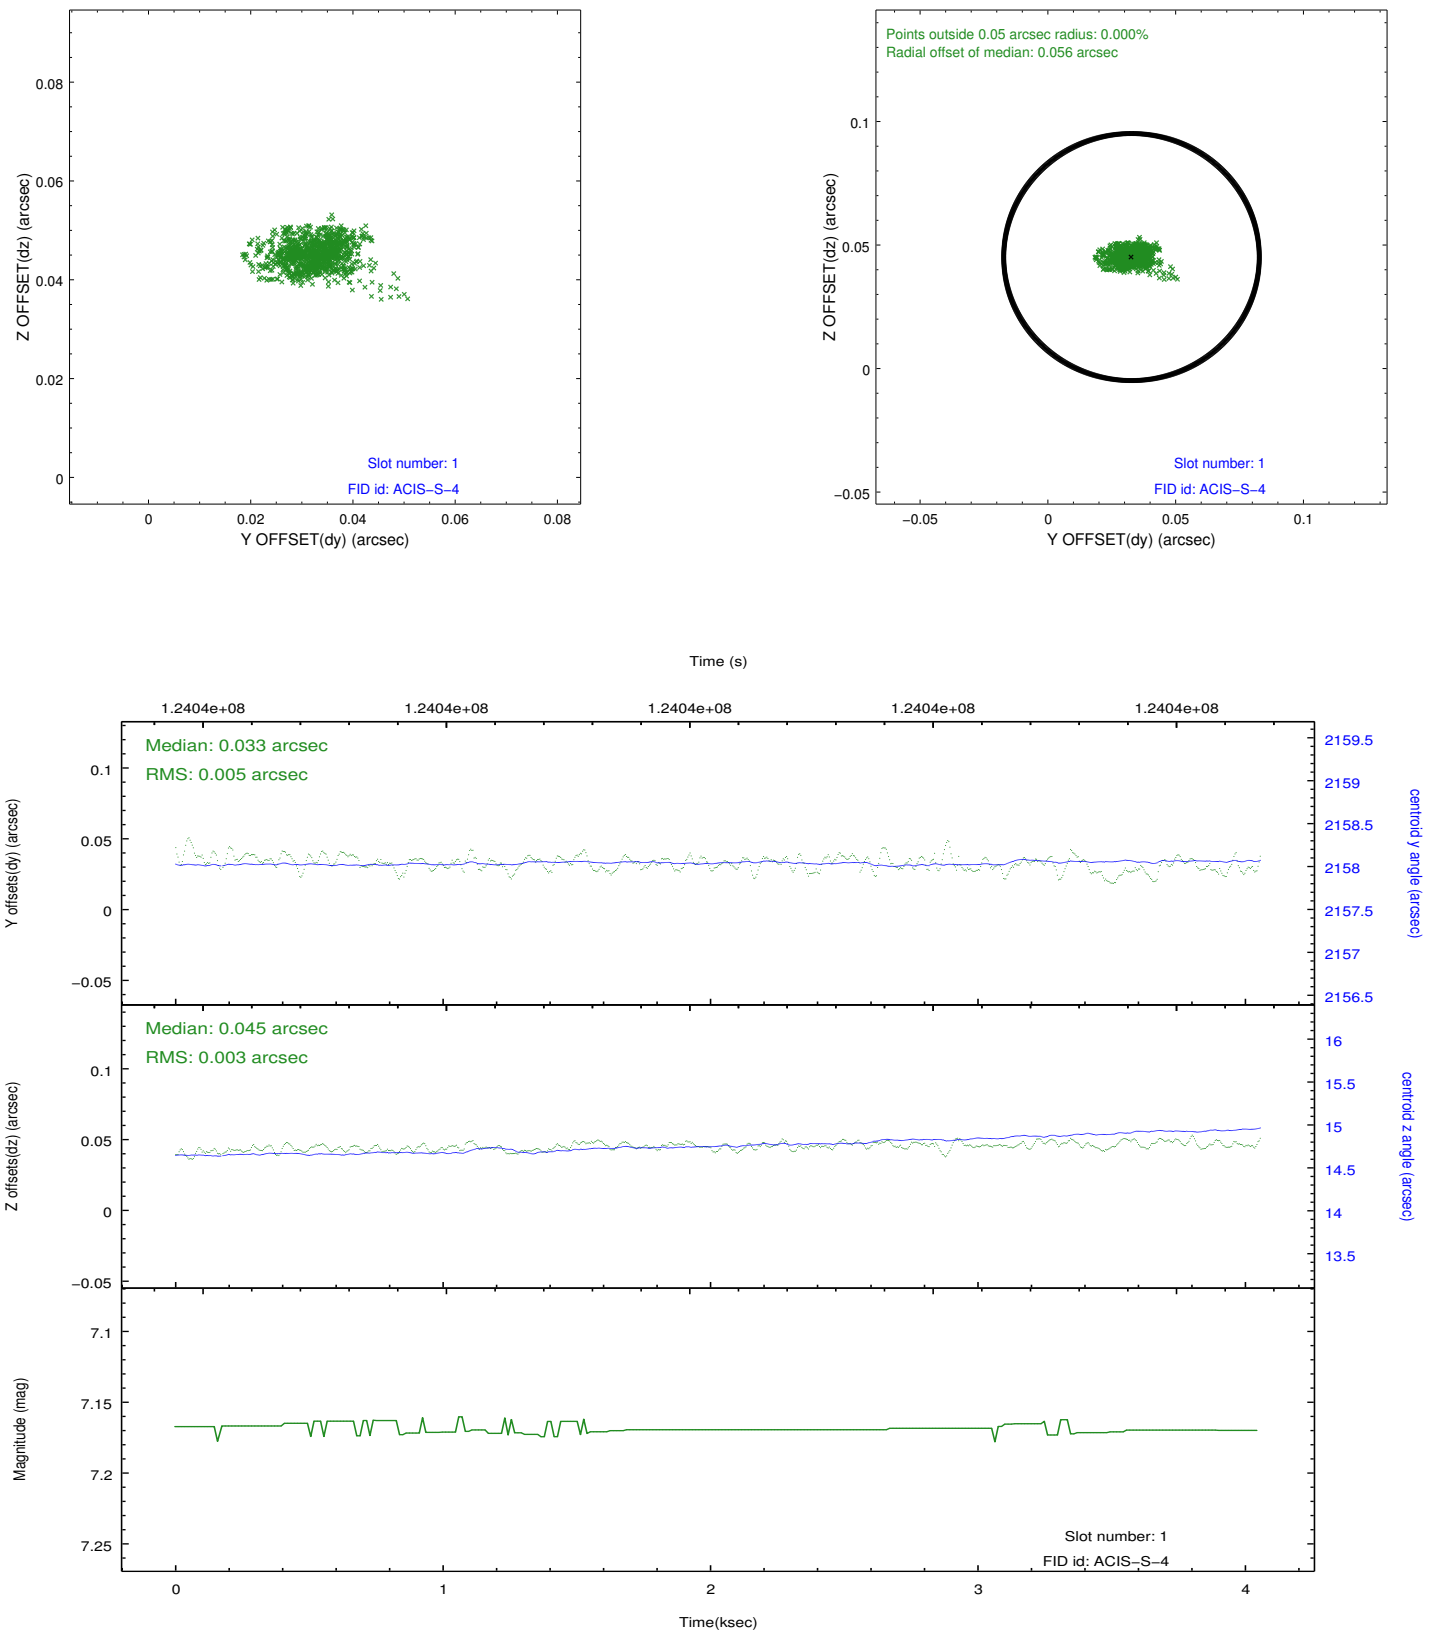 0.08
0.06
0.04
0.02
0
Z OFFSET(dz) (arcsec)
Slot number: 1
FID id: ACIS−S−4
0
0.02
0.04
0.06
0.08
Y OFFSET(dy) (arcsec)
Points outside 0.05 arcsec radius: 0.000%
Radial offset of median: 0.056 arcsec
0.1
0.05
0
−0.05
Z OFFSET(dz) (arcsec)
Slot number: 1
FID id: ACIS−S−4
−0.05
0
0.05
0.1
Y OFFSET(dy) (arcsec)
Time (s)
1.2404e+08
1.2404e+08
1.2404e+08
1.2404e+08
1.2404e+08
Median: 0.033 arcsec
RMS: 0.005 arcsec
0.1
0.05
0
−0.05
Y offsets(dy) (arcsec)
2159.5
2159
2158.5
2158
2157.5
2157
2156.5
centroid y angle (arcsec)
Median: 0.045 arcsec
RMS: 0.003 arcsec
0.1
0.05
0
−0.05
Z offsets(dz) (arcsec)
16
15.5
15
14.5
14
13.5
centroid z angle (arcsec)
7.1
7.15
7.2
7.25
Magnitude (mag)
Slot number: 1
FID id: ACIS−S−4
0
1
2
3
4
Time(ksec)